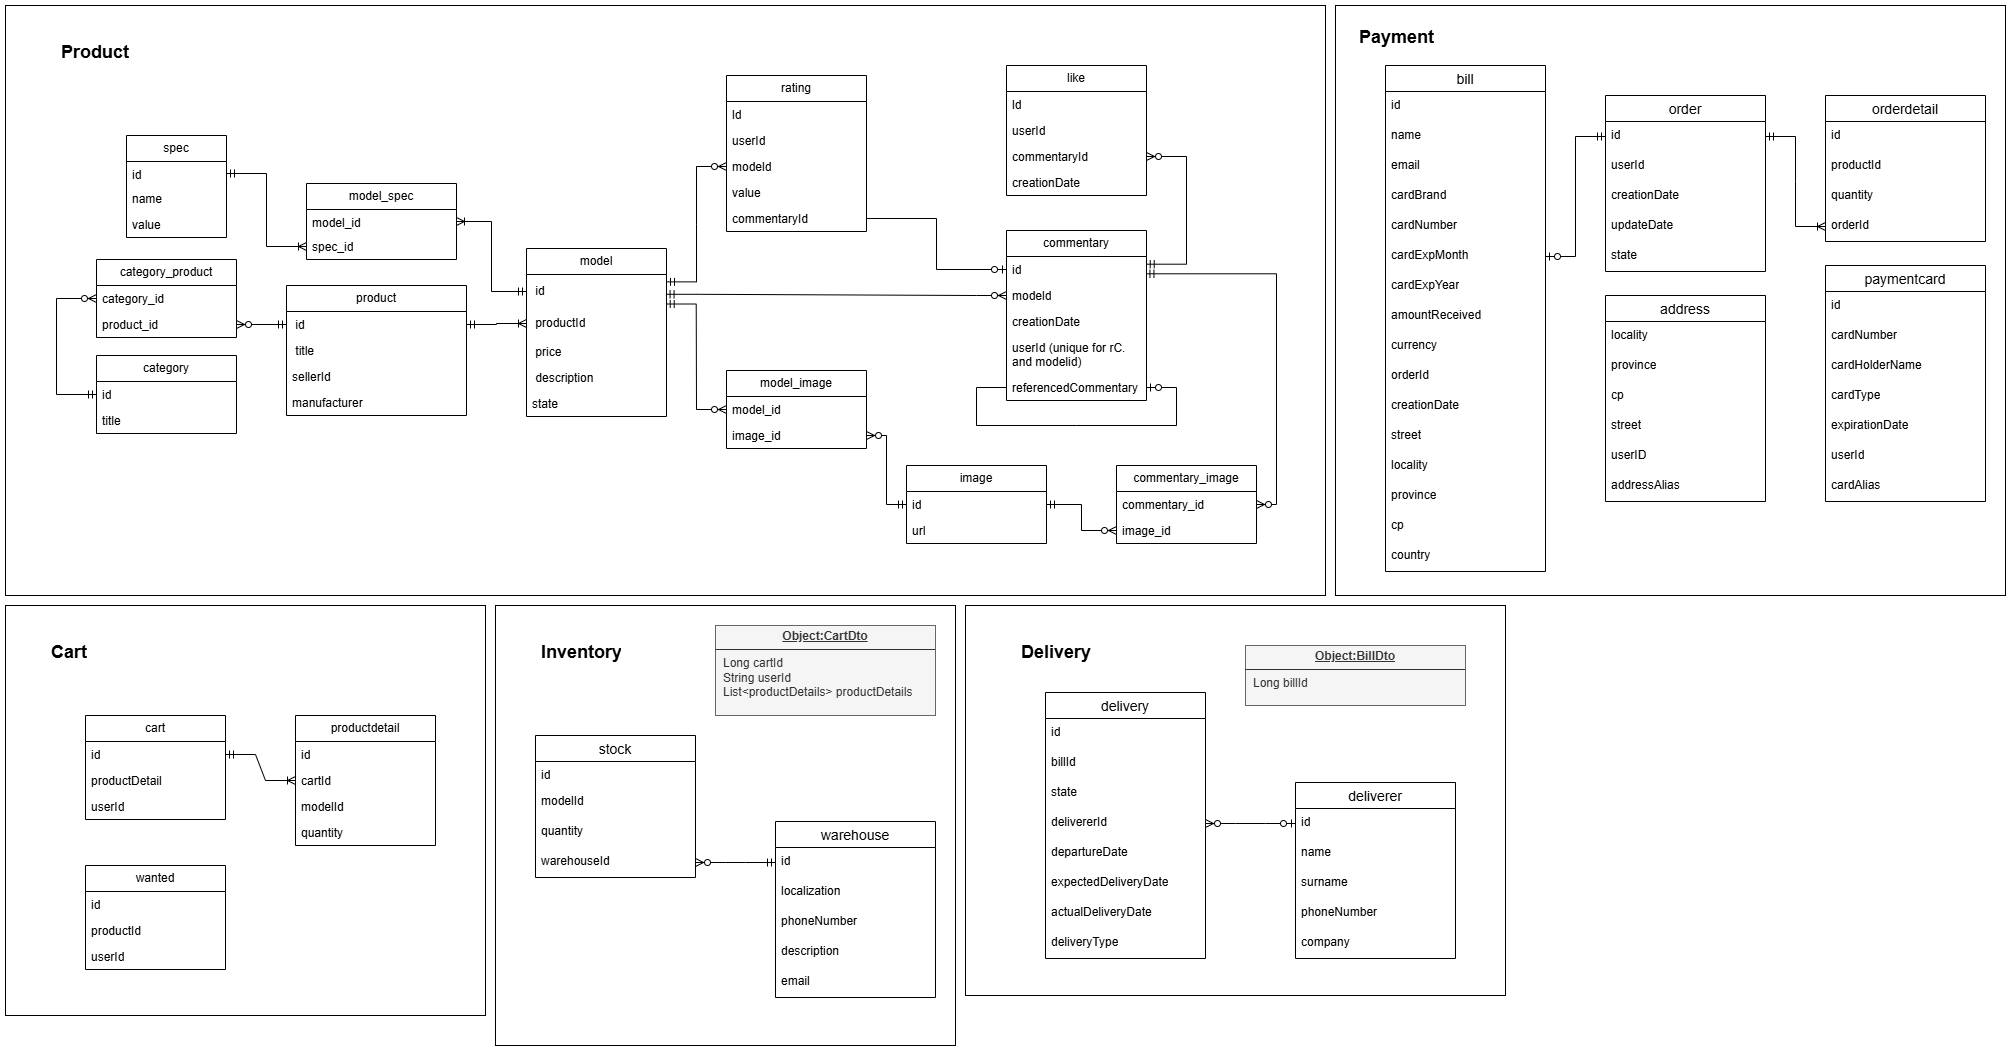 Product
spec
id
name
value
model_spec
model_id
spec_id
category_product
category_id
product_id
category
id
title
product
id
title
sellerId
manufacturer
model
id
productId
price
description
state
rating
Id
userId
modeId
value
commentaryId
like
Id
userId
commentaryId
creationDate
commentary
id
modeId
creationDate
userId (unique for rC.
and modelid)
referencedCommentary
model_image
model_id
image_id
image
id
url
commentary_image
commentary_id
image_id
Payment
bill
id
name
email
cardBrand
cardNumber
cardExpMonth
cardExpYear
amountReceived
currency
orderId
creationDate
street
locality
province
cp
country
order
id
userId
creationDate
updateDate
state
orderdetail
id
productId
quantity
orderId
address
locality
province
cp
street
userID
addressAlias
paymentcard
id
cardNumber
cardHolderName
cardType
expirationDate
userId
cardAlias
Cart
cart
id
productDetail
userId
productdetail
id
cartId
modelId
quantity
wanted
id
productId
userId
Inventory
Object:CartDto
Long cartId
String userId
List<productDetails> productDetails
stock
id
modelId
quantity
warehouseId
warehouse
id
localization
phoneNumber
description
email
Delivery
Object:BillDto
Long billId
delivery
id
billId
state
delivererId
departureDate
expectedDeliveryDate
actualDeliveryDate
deliveryType
deliverer
id
name
surname
phoneNumber
company